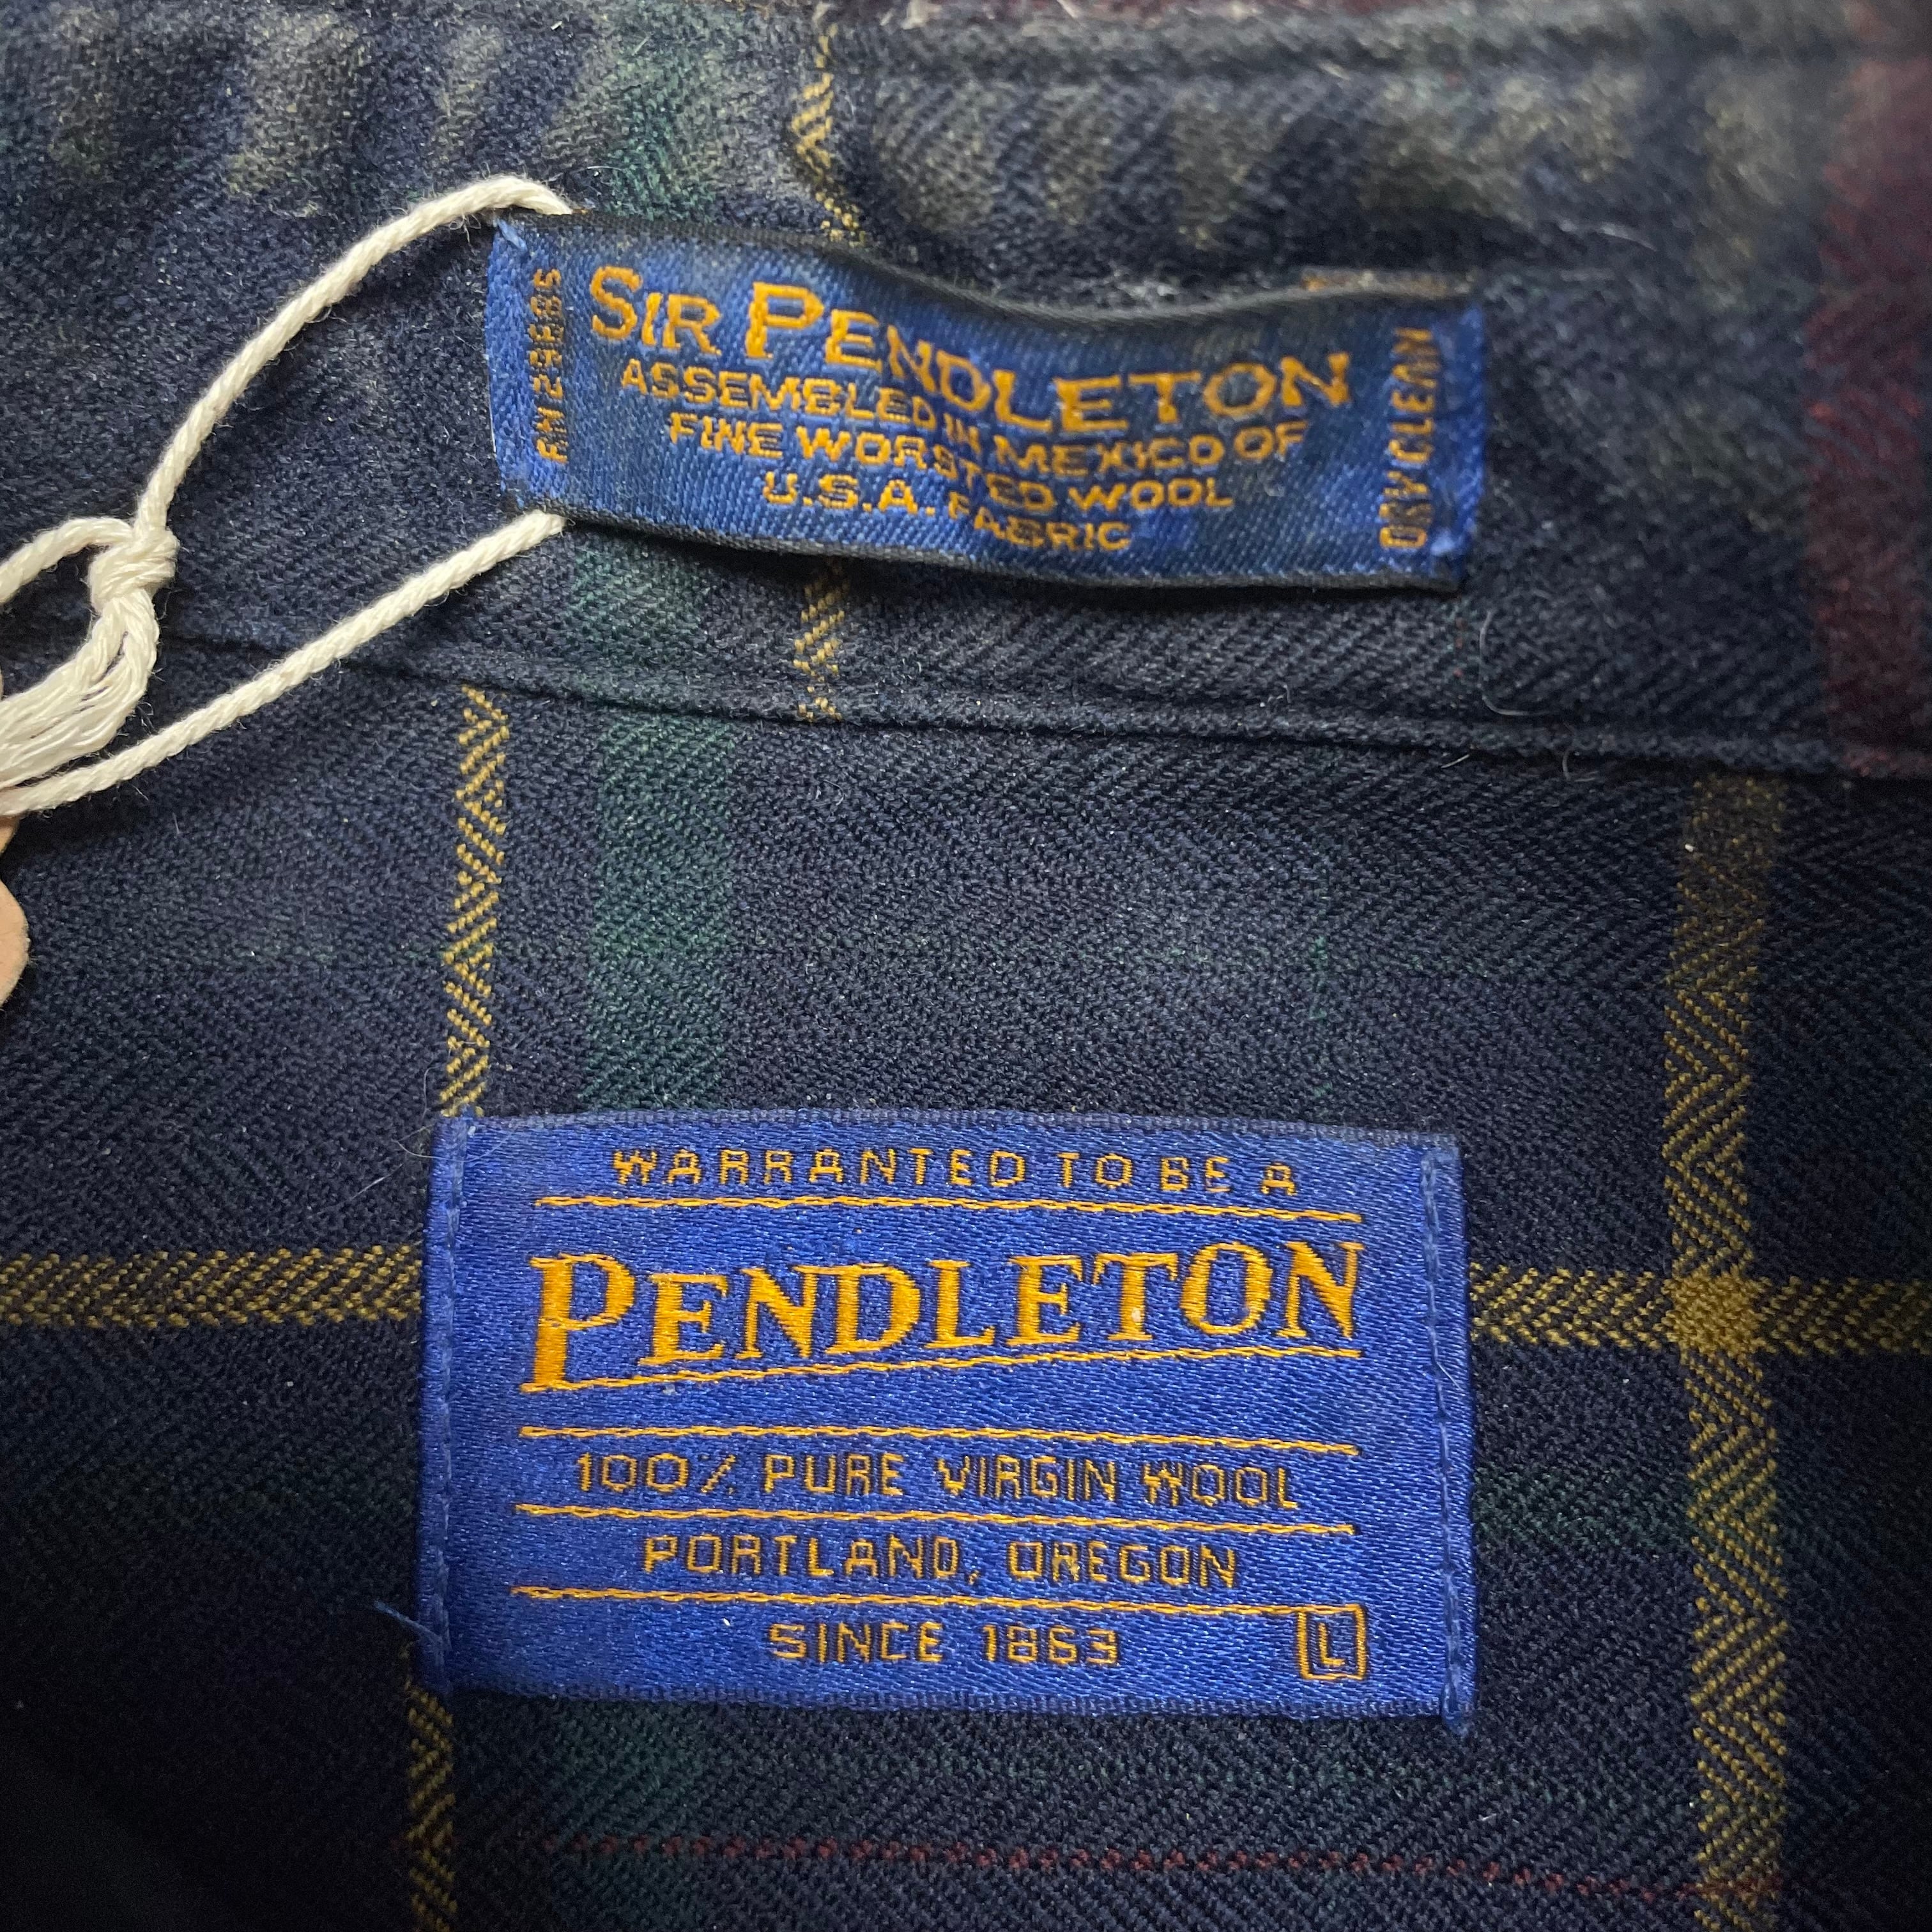 RN 29685
SIR PENDLETON
ASSEMBLED IN MEXICO OF
FINE WORSTED WOOL
U.S.A. FABRIC
DRY CLEAN
WARRANTED TO BE A
PENDLETON
100% PURE VIRGIN WOOL
PORTLAND, OREGON
SINCE 1863
L